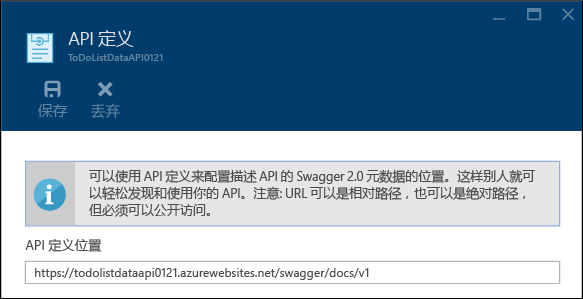 API 定义
ToDoListDataAPI0121
保存
丢弃
可以使用 API 定义来配置描述 API 的 Swagger 2.0 元数据的位置。这样别人就可
以轻松发现和使用你的 API。注意: URL 可以是相对路径，也可以是绝对路径，
但必须可以公开访问。
API 定义位置
https://todolistdataapi0121.azurewebsites.net/swagger/docs/v1